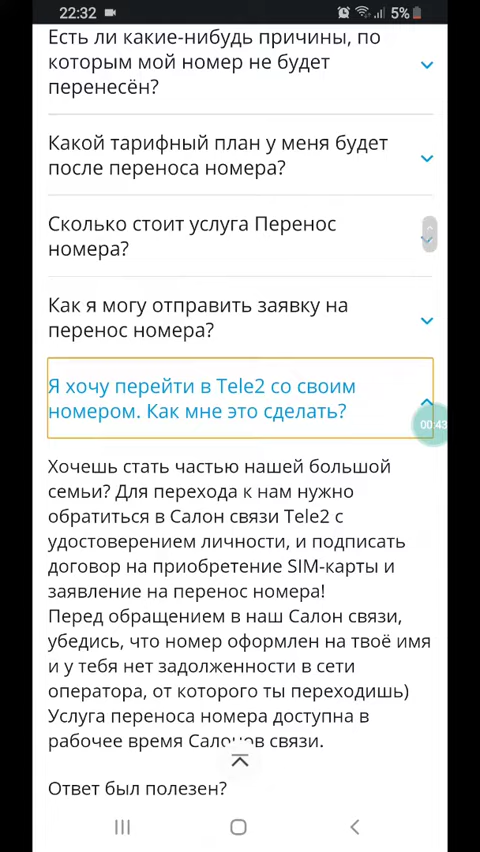 22:32
5%
Есть ли какие-нибудь причины, по
которым мой номер не будет
перенесён?
Какой тарифный план у меня будет
после переноса номера?
Сколько стоит услуга Перенос
номера?
Как я могу отправить заявку на
перенос номера?
Я хочу перейти в Tele2 со своим
номером. Как мне это сделать?
00:43
Хочешь стать частью нашей большой
семьи? Для перехода к нам нужно
обратиться в Салон связи Tele2 с
удостоверением личности, и подписать
договор на приобретение SIM-карты и
заявление на перенос номера!
Перед обращением в наш Салон связи,
убедись, что номер оформлен на твоё имя
и у тебя нет задолженности в сети
оператора, от которого ты переходишь)
Услуга переноса номера доступна в
рабочее время Салонов связи.
Ответ был полезен?